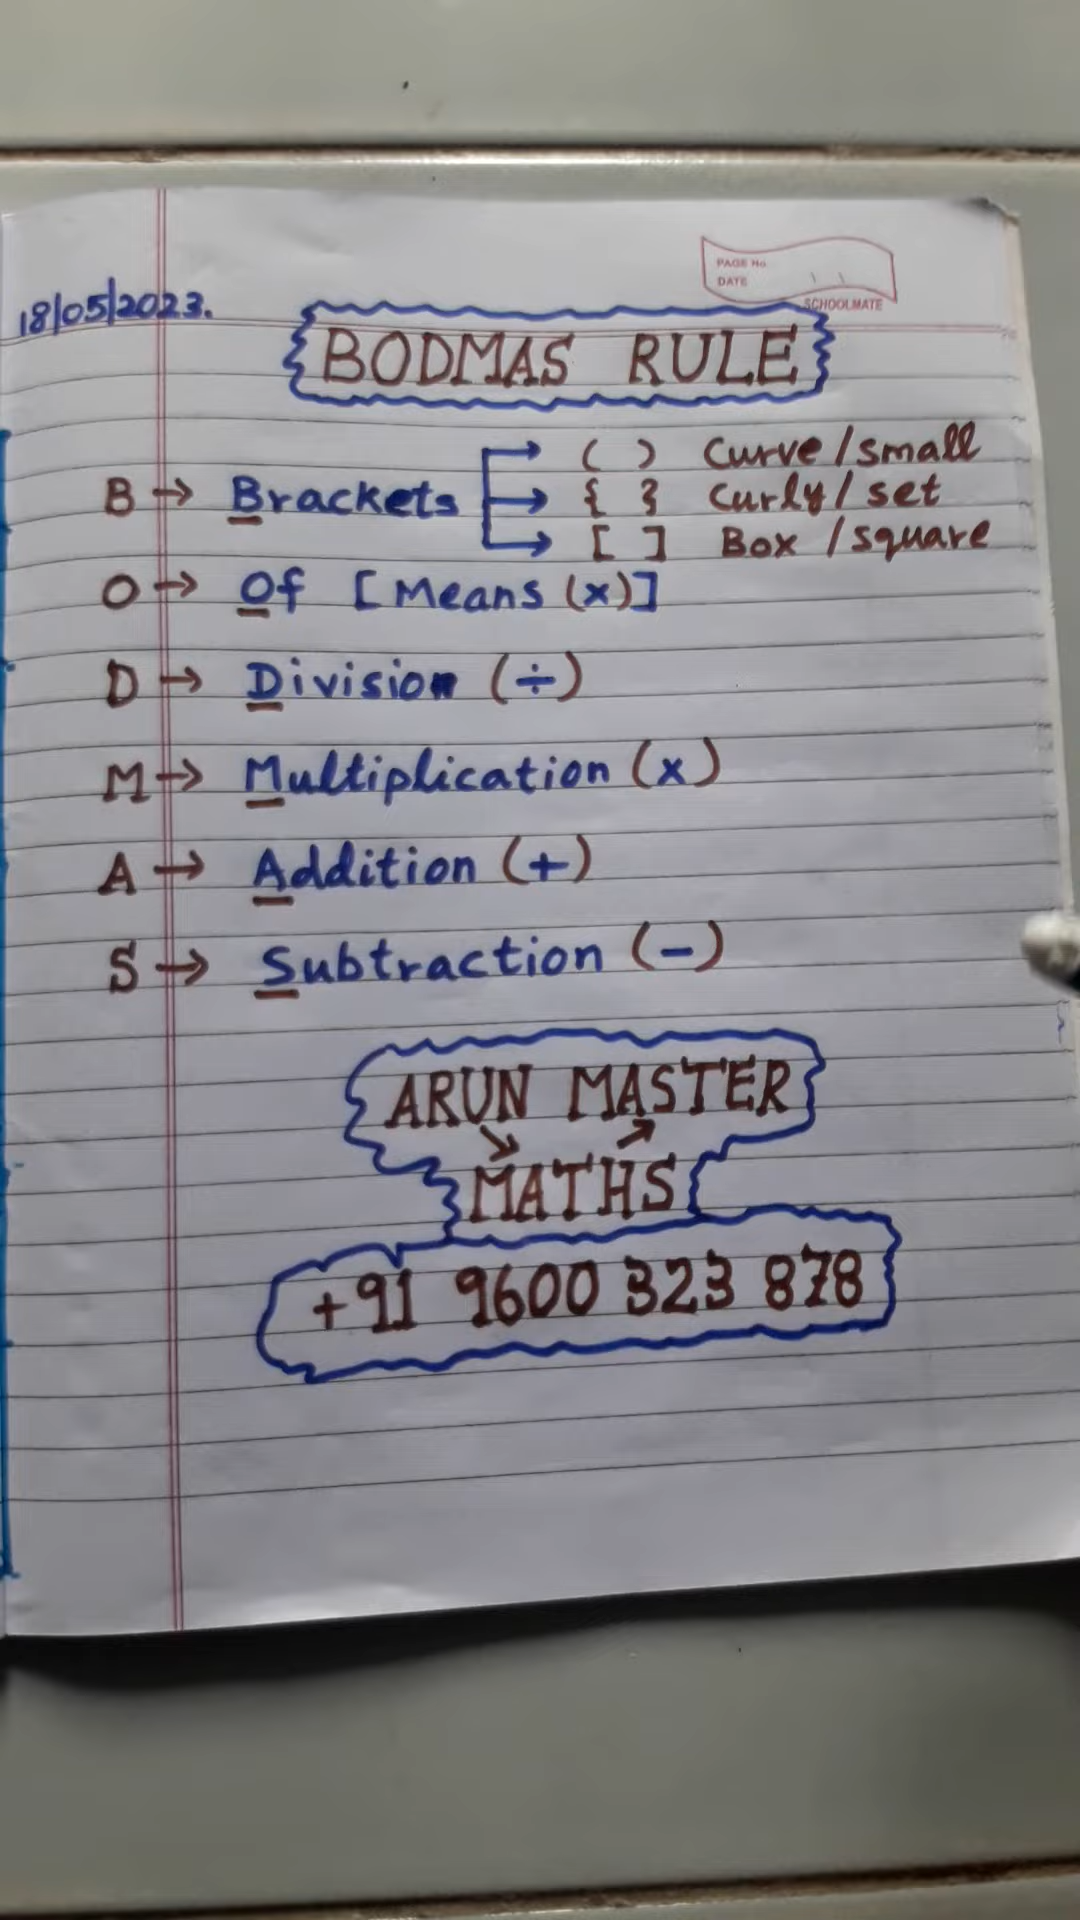 PAGE No.
DATE
SCHOOLMATE
18/05/2023.
BODMAS RULE
B → Brackets → ( ) Curve/small
→ { } Curly/set
→ [ ] Box/square
O → Of [Means (x)]
D → Division (÷)
M → Multiplication (x)
A → Addition (+)
S → Subtraction (-)
ARUN MASTER
MATHS
+91 9600 323 878